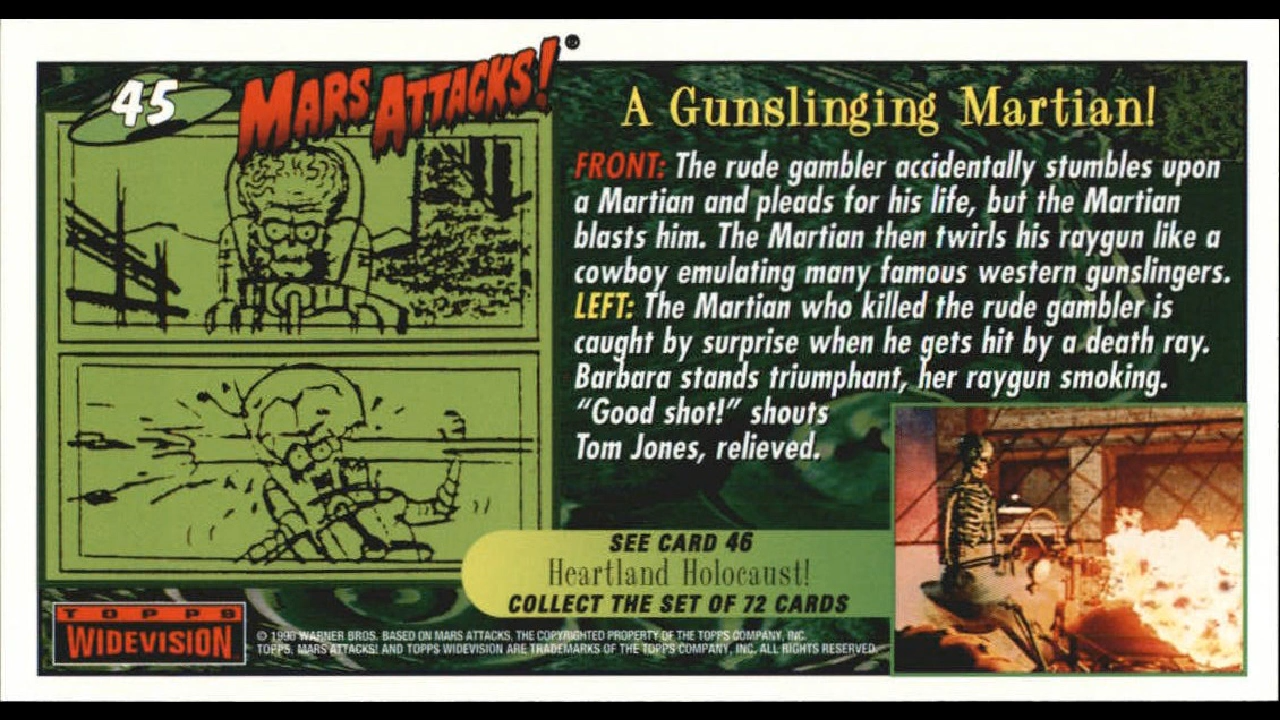 45
MARS ATTACKS!®
A Gunslinging Martian!
FRONT: The rude gambler accidentally stumbles upon
a Martian and pleads for his life, but the Martian
blasts him. The Martian then twirls his raygun like a
cowboy emulating many famous western gunslingers.
LEFT: The Martian who killed the rude gambler is
caught by surprise when he gets hit by a death ray.
Barbara stands triumphant, her raygun smoking.
“Good shot!” shouts
Tom Jones, relieved.
SEE CARD 46
Heartland Holocaust!
COLLECT THE SET OF 72 CARDS
TOPPS
WIDEVISION
© 1996 WARNER BROS. BASED ON MARS ATTACKS, THE COPYRIGHTED PROPERTY OF THE TOPPS COMPANY, INC.
TOPPS, MARS ATTACKS! AND TOPPS WIDEVISION ARE TRADEMARKS OF THE TOPPS COMPANY, INC. ALL RIGHTS RESERVED.